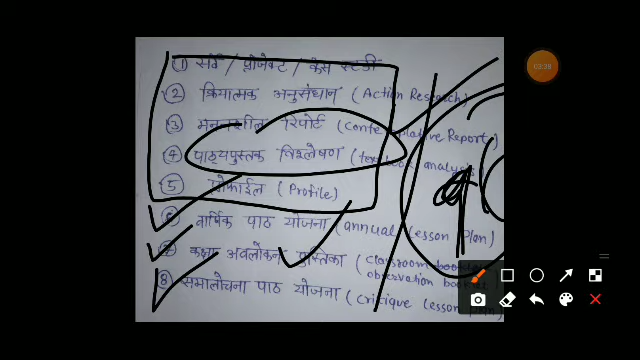 ① सर्वे / प्रोजेक्ट / केस स्टडी
② क्रियात्मक अनुसंधान (Action Research)
③ मननशील रिपोर्ट (Contemplative Report)
④ पाठ्यपुस्तक विश्लेषण (textbook analysis)
⑤ प्रोफाईल (Profile)
⑥ वार्षिक पाठ योजना (annual Lesson Plan)
⑦ कक्षा अवलोकन पुस्तिका (classroom observation booklet)
⑧ समालोचना पाठ योजना (critique Lesson Plan)